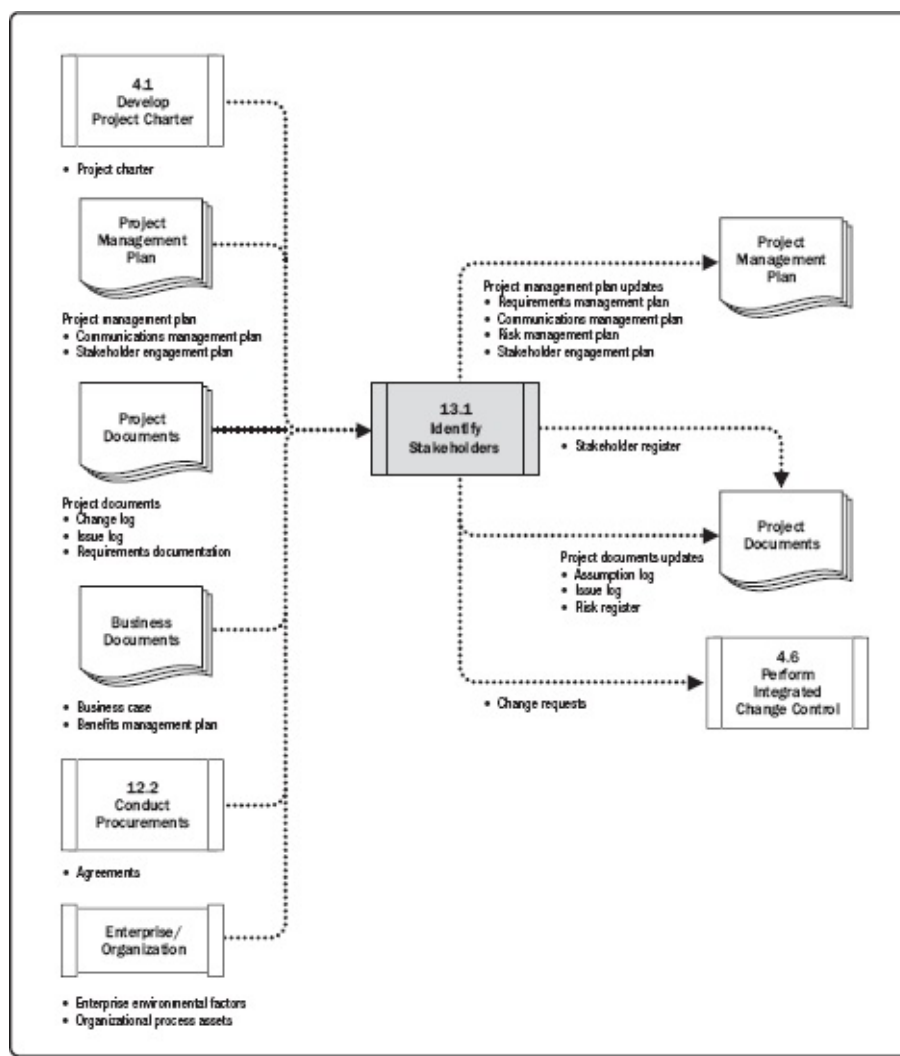 4.1
Develop
Project Charter
• Project charter
Project
Management
Plan
Project management plan
• Communications management plan
• Stakeholder engagement plan
Project
Documents
Project documents
• Change log
• Issue log
• Requirements documentation
Business
Documents
• Business case
• Benefits management plan
12.2
Conduct
Procurements
• Agreements
Enterprise/
Organization
• Enterprise environmental factors
• Organizational process assets
13.1
Identify
Stakeholders
Project management plan updates
• Requirements management plan
• Communications management plan
• Risk management plan
• Stakeholder engagement plan
Project
Management
Plan
• Stakeholder register
Project
Documents
Project documents updates
• Assumption log
• Issue log
• Risk register
• Change requests
4.6
Perform
Integrated
Change Control